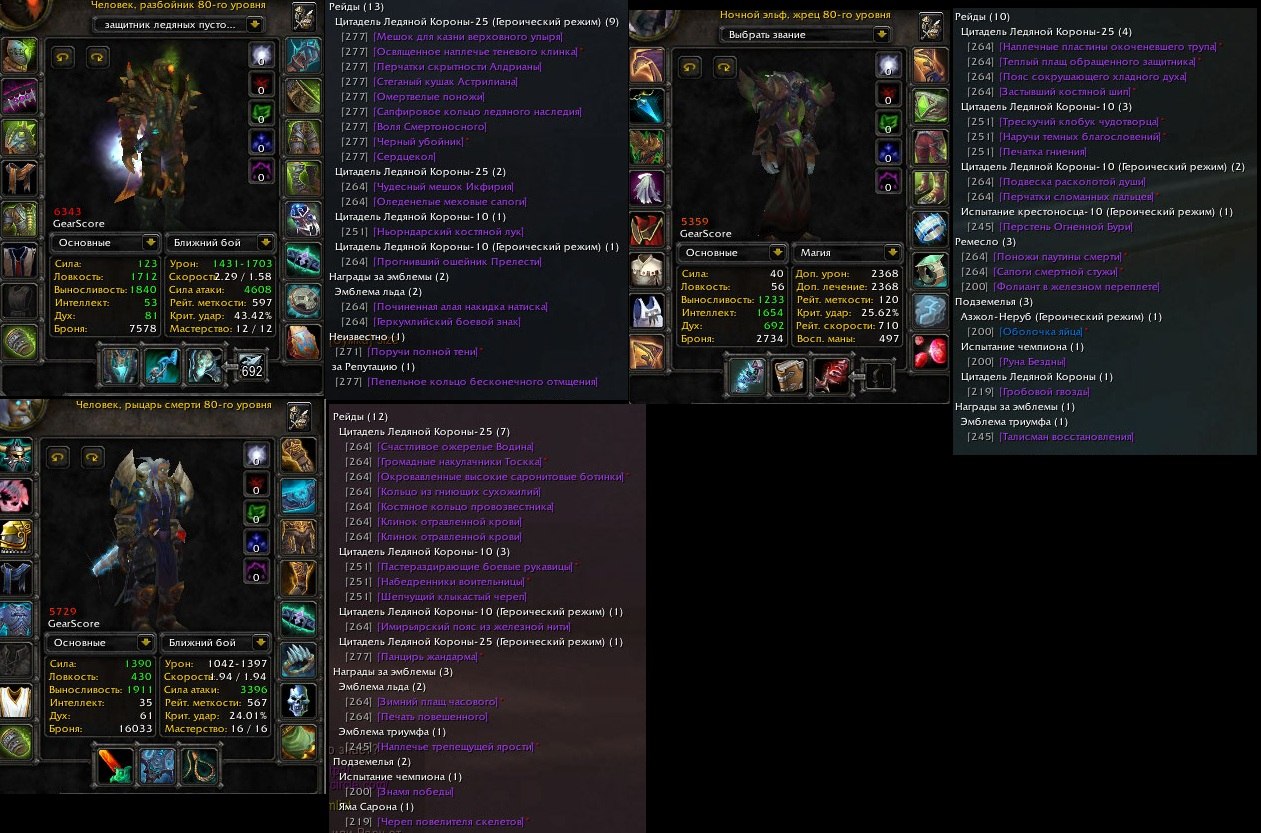 Человек, разбойник 80-го уровня
защитник ледяных пусто...
0
0
0
0
0
6343
GearScore
Основные
Ближний бой
Сила: 123
Ловкость: 1712
Выносливость: 1840
Интеллект: 53
Дух: 81
Броня: 7578
Урон: 1431-1703
Скорость: 2.29 / 1.58
Сила атаки: 4608
Рейт. меткости: 597
Крит. удар: 43.42%
Мастерство: 12 / 12
692
Рейды (13)
Цитадель Ледяной Короны-25 (Героический режим) (9)
[277] [Мешок для казни верховного упыря]
[277] [Освященное наплечье теневого клинка]
[277] [Перчатки скрытности Алдрианы]
[277] [Стеганый кушак Астрилиана]
[277] [Омертвелые поножи]
[277] [Сапфировое кольцо ледяного наследия]
[277] [Воля Смертоносного]
[277] [Черный убойник]
[277] [Сердцекол]
Цитадель Ледяной Короны-25 (2)
[264] [Чудесный мешок Икфирия]
[264] [Оледенелые меховые сапоги]
Цитадель Ледяной Короны-10 (1)
[251] [Ньорндарский костяной лук]
Цитадель Ледяной Короны-10 (Героический режим) (1)
[264] [Прогнивший ошейник Прелести]
Награды за эмблемы (2)
Эмблема льда (2)
[264] [Починенная алая накидка натиска]
[264] [Геркумлийский боевой знак]
Неизвестно (1)
[271] [Поручи полной тени]
за Репутацию (1)
[277] [Пепельное кольцо бесконечного отмщения]
Ночной эльф, жрец 80-го уровня
Выбрать звание
0
0
0
0
0
5359
GearScore
Основные
Магия
Сила: 40
Ловкость: 56
Выносливость: 1233
Интеллект: 1654
Дух: 692
Броня: 2734
Доп. урон: 2368
Доп. лечение: 2368
Рейт. меткости: 120
Крит. удар: 25.62%
Рейт. скорости: 710
Восп. маны: 497
Рейды (10)
Цитадель Ледяной Короны-25 (4)
[264] [Наплечные пластины окоченевшего трупа]
[264] [Теплый плащ обращенного защитника]
[264] [Пояс сокрушающего хладного духа]
[264] [Застывший костяной шип]
Цитадель Ледяной Короны-10 (3)
[251] [Трескучий клобук чудотворца]
[251] [Наручи темных благословений]
[251] [Печатка гниения]
Цитадель Ледяной Короны-10 (Героический режим) (2)
[264] [Подвеска расколотой души]
[264] [Перчатки сломанных пальцев]
Испытание крестоносца-10 (Героический режим) (1)
[245] [Перстень Огненной Бури]
Ремесло (3)
[264] [Поножи паутины смерти]
[264] [Сапоги смертной стужи]
[200] [Фолиант в железном переплете]
Подземелья (3)
Азжол-Неруб (Героический режим) (1)
[200] [Оболочка яйца]
Испытание чемпиона (1)
[200] [Руна Бездны]
Цитадель Ледяной Короны (1)
[219] [Гробовой гвоздь]
Награды за эмблемы (1)
Эмблема триумфа (1)
[245] [Талисман восстановления]
Человек, рыцарь смерти 80-го уровня
0
0
0
0
0
5729
GearScore
Основные
Ближний бой
Сила: 1390
Ловкость: 430
Выносливость: 1911
Интеллект: 35
Дух: 61
Броня: 16033
Урон: 1042-1397
Скорость: .94 / 1.94
Сила атаки: 3396
Рейт. меткости: 567
Крит. удар: 24.01%
Мастерство: 16 / 16
Рейды (12)
Цитадель Ледяной Короны-25 (7)
[264] [Счастливое ожерелье Водина]
[264] [Громадные накулачники Тоскка]
[264] [Окровавленные высокие саронитовые ботинки]
[264] [Кольцо из гниющих сухожилий]
[264] [Костяное кольцо провозвестника]
[264] [Клинок отравленной крови]
[264] [Клинок отравленной крови]
Цитадель Ледяной Короны-10 (3)
[251] [Пастераздирающие боевые рукавицы]
[251] [Набедренники воительницы]
[251] [Шепчущий клыкастый череп]
Цитадель Ледяной Короны-10 (Героический режим) (1)
[264] [Имирьярский пояс из железной нити]
Цитадель Ледяной Короны-25 (Героический режим) (1)
[277] [Панцирь жандарма]
Награды за эмблемы (3)
Эмблема льда (2)
[264] [Зимний плащ часового]
[264] [Печать повешенного]
Эмблема триумфа (1)
[245] [Наплечье трепещущей ярости]
Подземелья (2)
Испытание чемпиона (1)
[200] [Знамя победы]
Яма Сарона (1)
[219] [Череп повелителя скелетов]